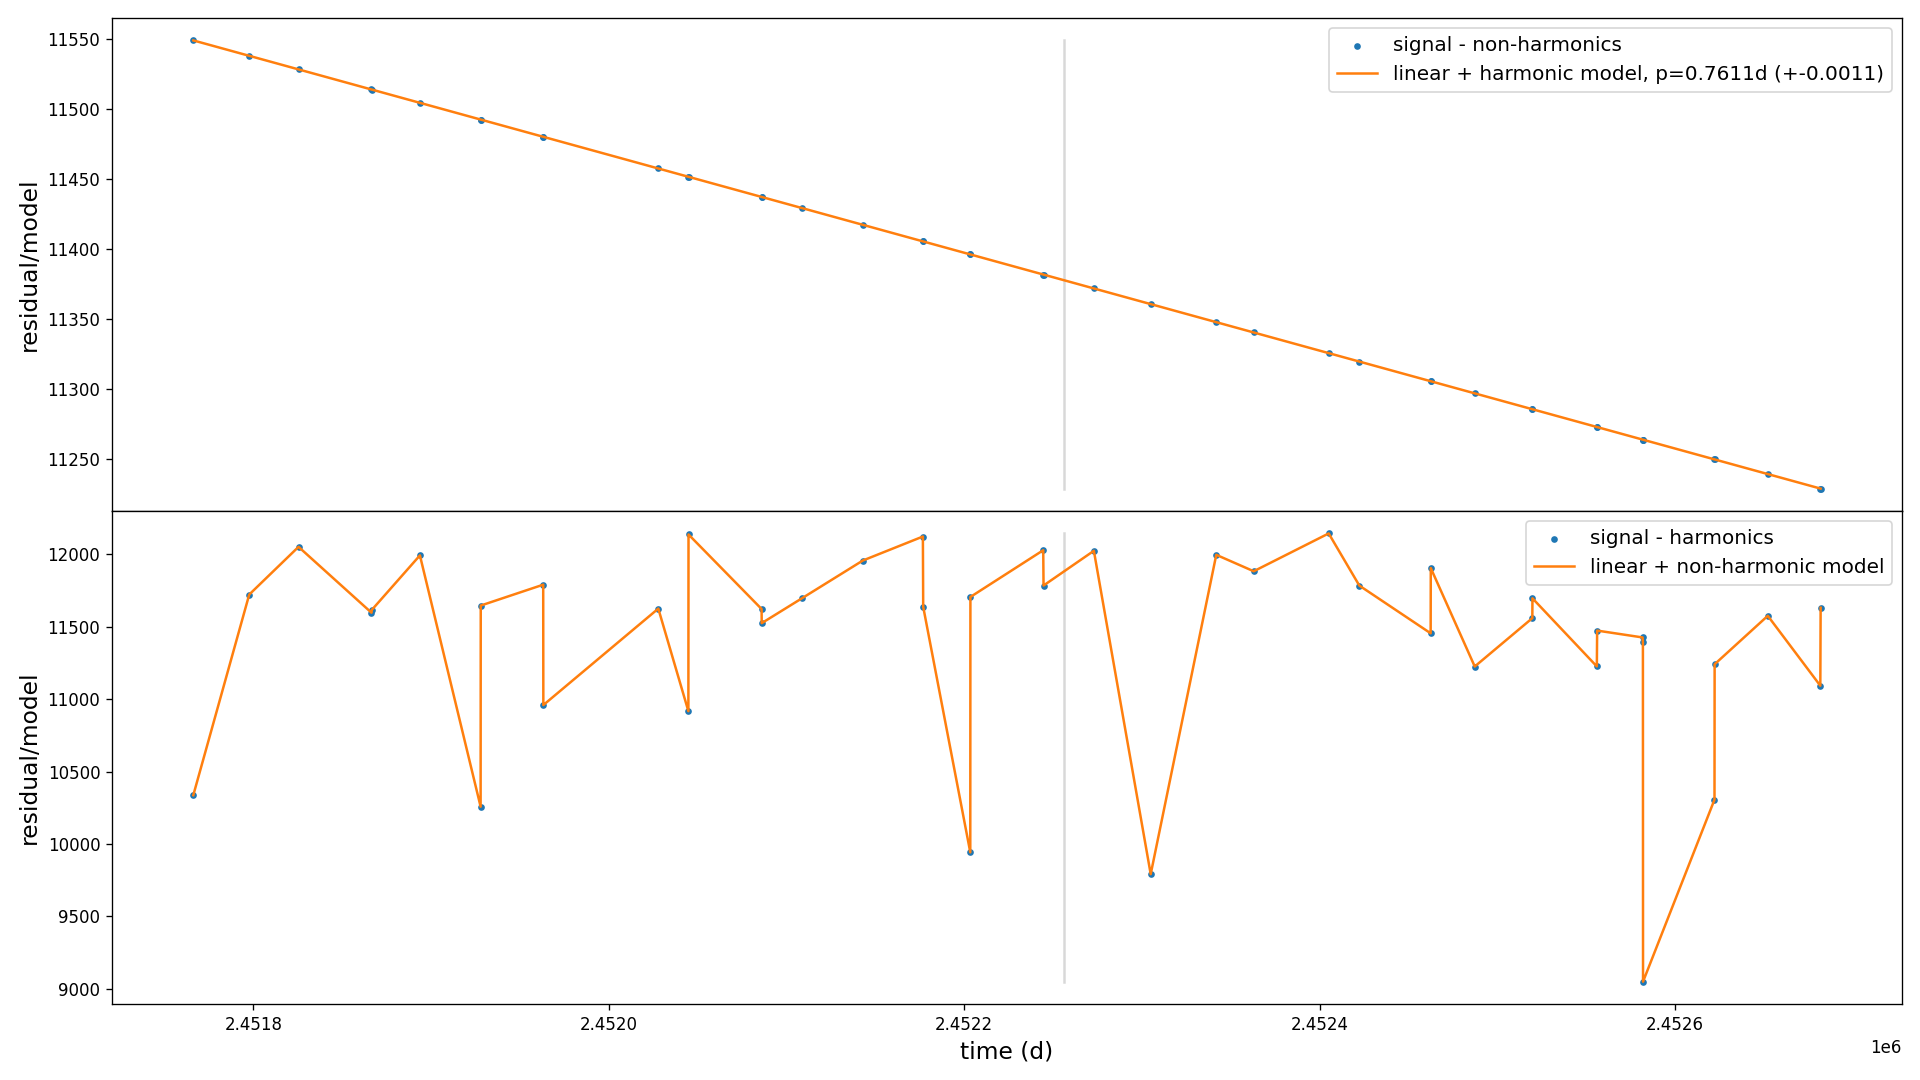 11550
11500
11450
11400
11350
11300
11250
residual/model
signal - non-harmonics
linear + harmonic model, p=0.7611d (+-0.0011)
12000
11500
11000
10500
10000
9500
9000
residual/model
signal - harmonics
linear + non-harmonic model
2.4518 2.4520 2.4522 2.4524 2.4526
time (d)
1e6